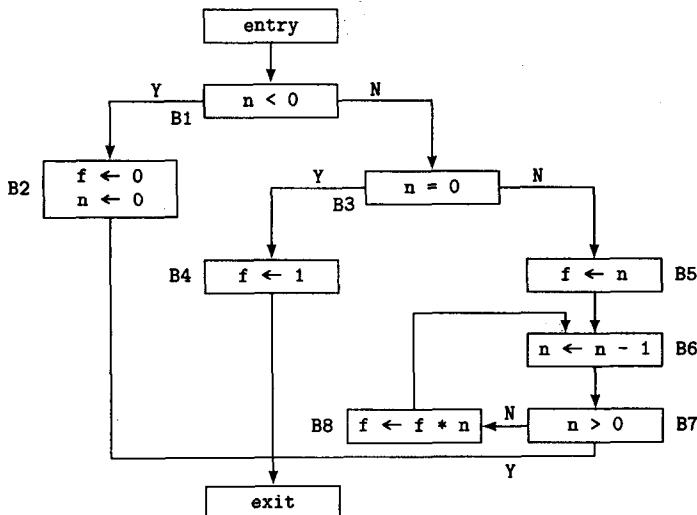 entry
Y
n < 0
N
B1
B2
f ← 0
n ← 0
Y
n = 0
N
B3
B4
f ← 1
f ← n
B5
n ← n - 1
B6
B8
f ← f * n
N
n > 0
B7
Y
exit